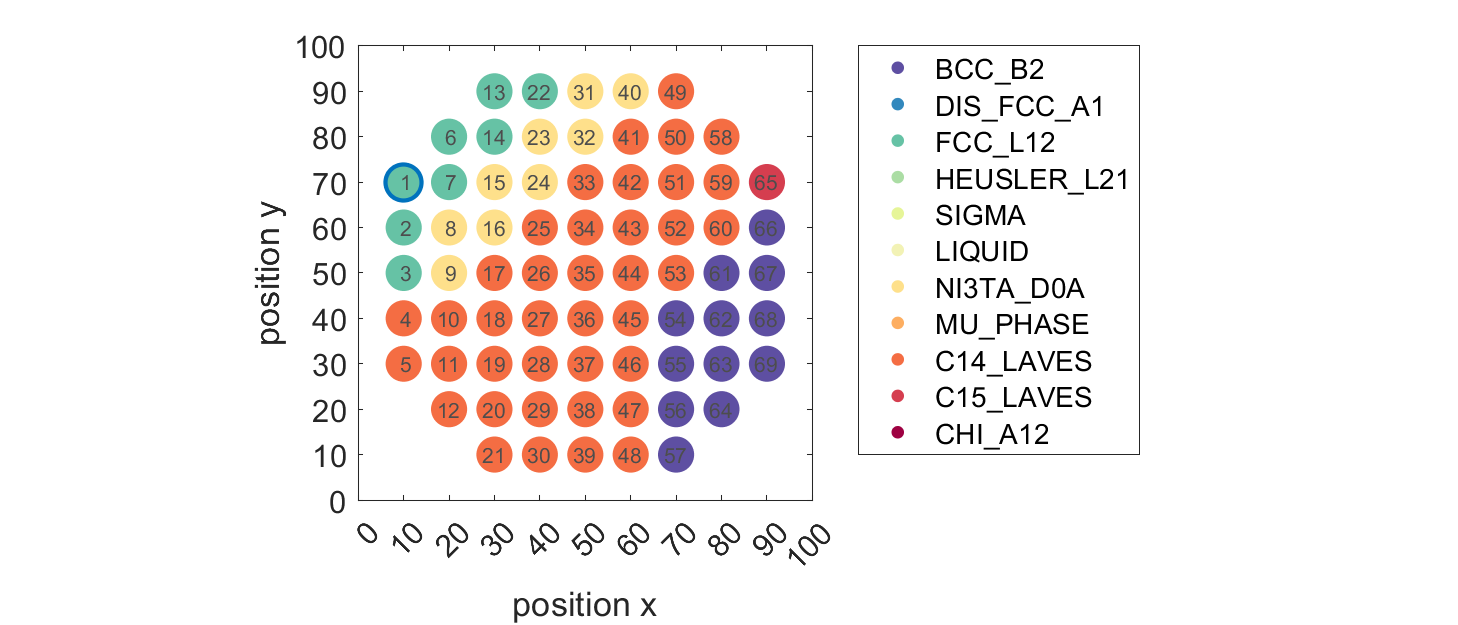 100
90
80
70
60
50
40
30
20
10
0
position y
13 22 31 40 49
6 14 23 32 41 50 58
1 7 15 24 33 42 51 59 65
2 8 16 25 34 43 52 60 66
3 9 17 26 35 44 53 61 67
4 10 18 27 36 45 54 62 68
5 11 19 28 37 46 55 63 69
12 20 29 38 47 56 64
21 30 39 48 57
0 10 20 30 40 50 60 70 80 90 100
position x
BCC_B2
DIS_FCC_A1
FCC_L12
HEUSLER_L21
SIGMA
LIQUID
NI3TA_D0A
MU_PHASE
C14_LAVES
C15_LAVES
CHI_A12